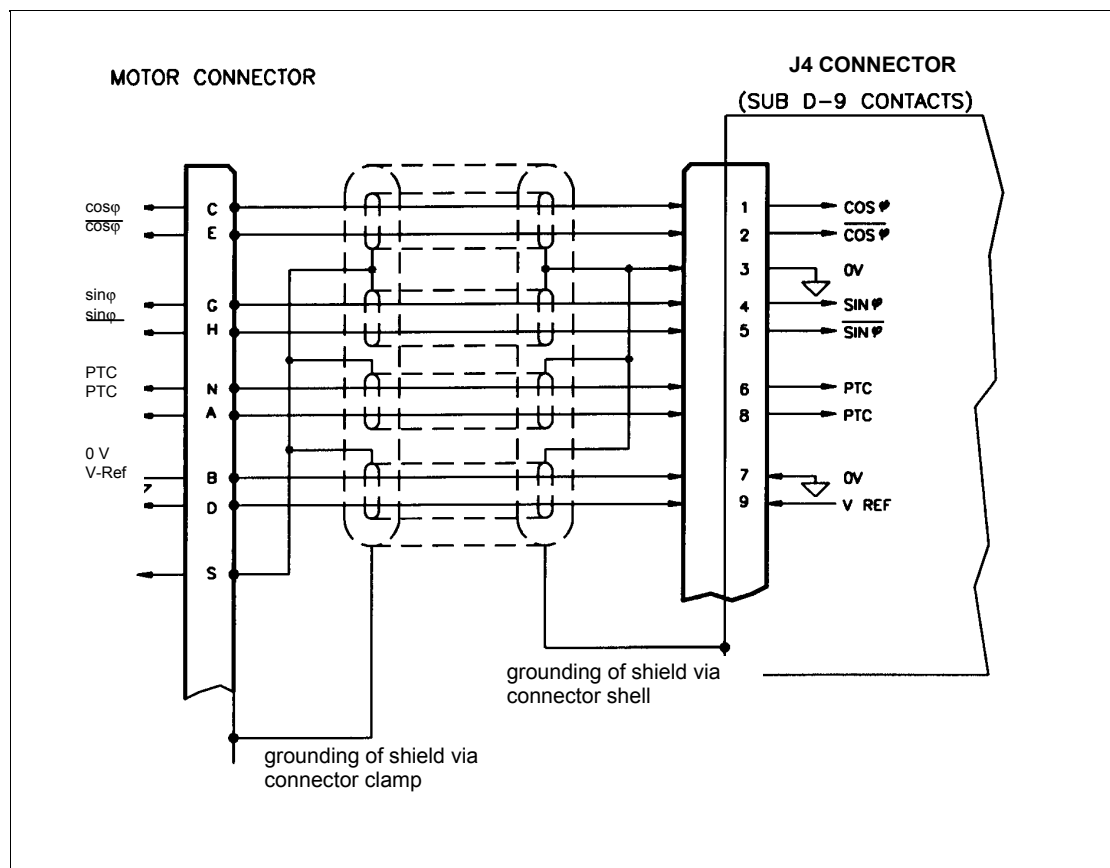 MOTOR CONNECTOR
J4 CONNECTOR
(SUB D-9 CONTACTS)
cosφ
cosφ
sinφ
sinφ
PTC
PTC
0 V
V-Ref
C
E
G
H
N
A
B
D
S
1
2
3
4
5
6
8
7
9
COS φ
COS φ
0V
SIN φ
SIN φ
PTC
PTC
0V
V REF
grounding of shield via
connector shell
grounding of shield via
connector clamp